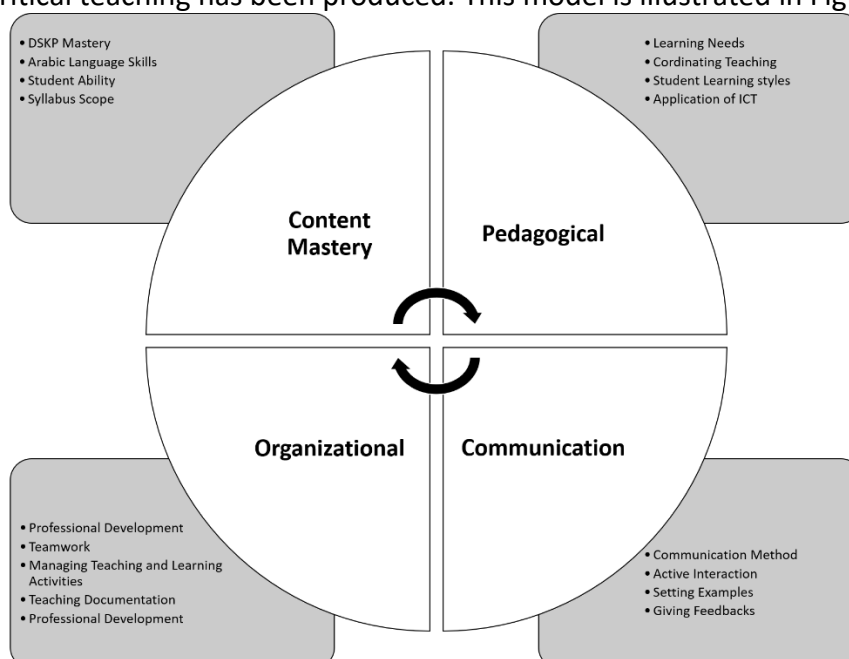 ritical teaching has been produced. This model is illustrated in Fig
• DSKP Mastery
• Arabic Language Skills
• Student Ability
• Syllabus Scope
• Learning Needs
• Cordinating Teaching
• Student Learning styles
• Application of ICT
Content
Mastery
Pedagogical
Organizational
Communication
• Professional Development
• Teamwork
• Managing Teaching and Learning
Activities
• Teaching Documentation
• Professional Development
• Communication Method
• Active Interaction
• Setting Examples
• Giving Feedbacks